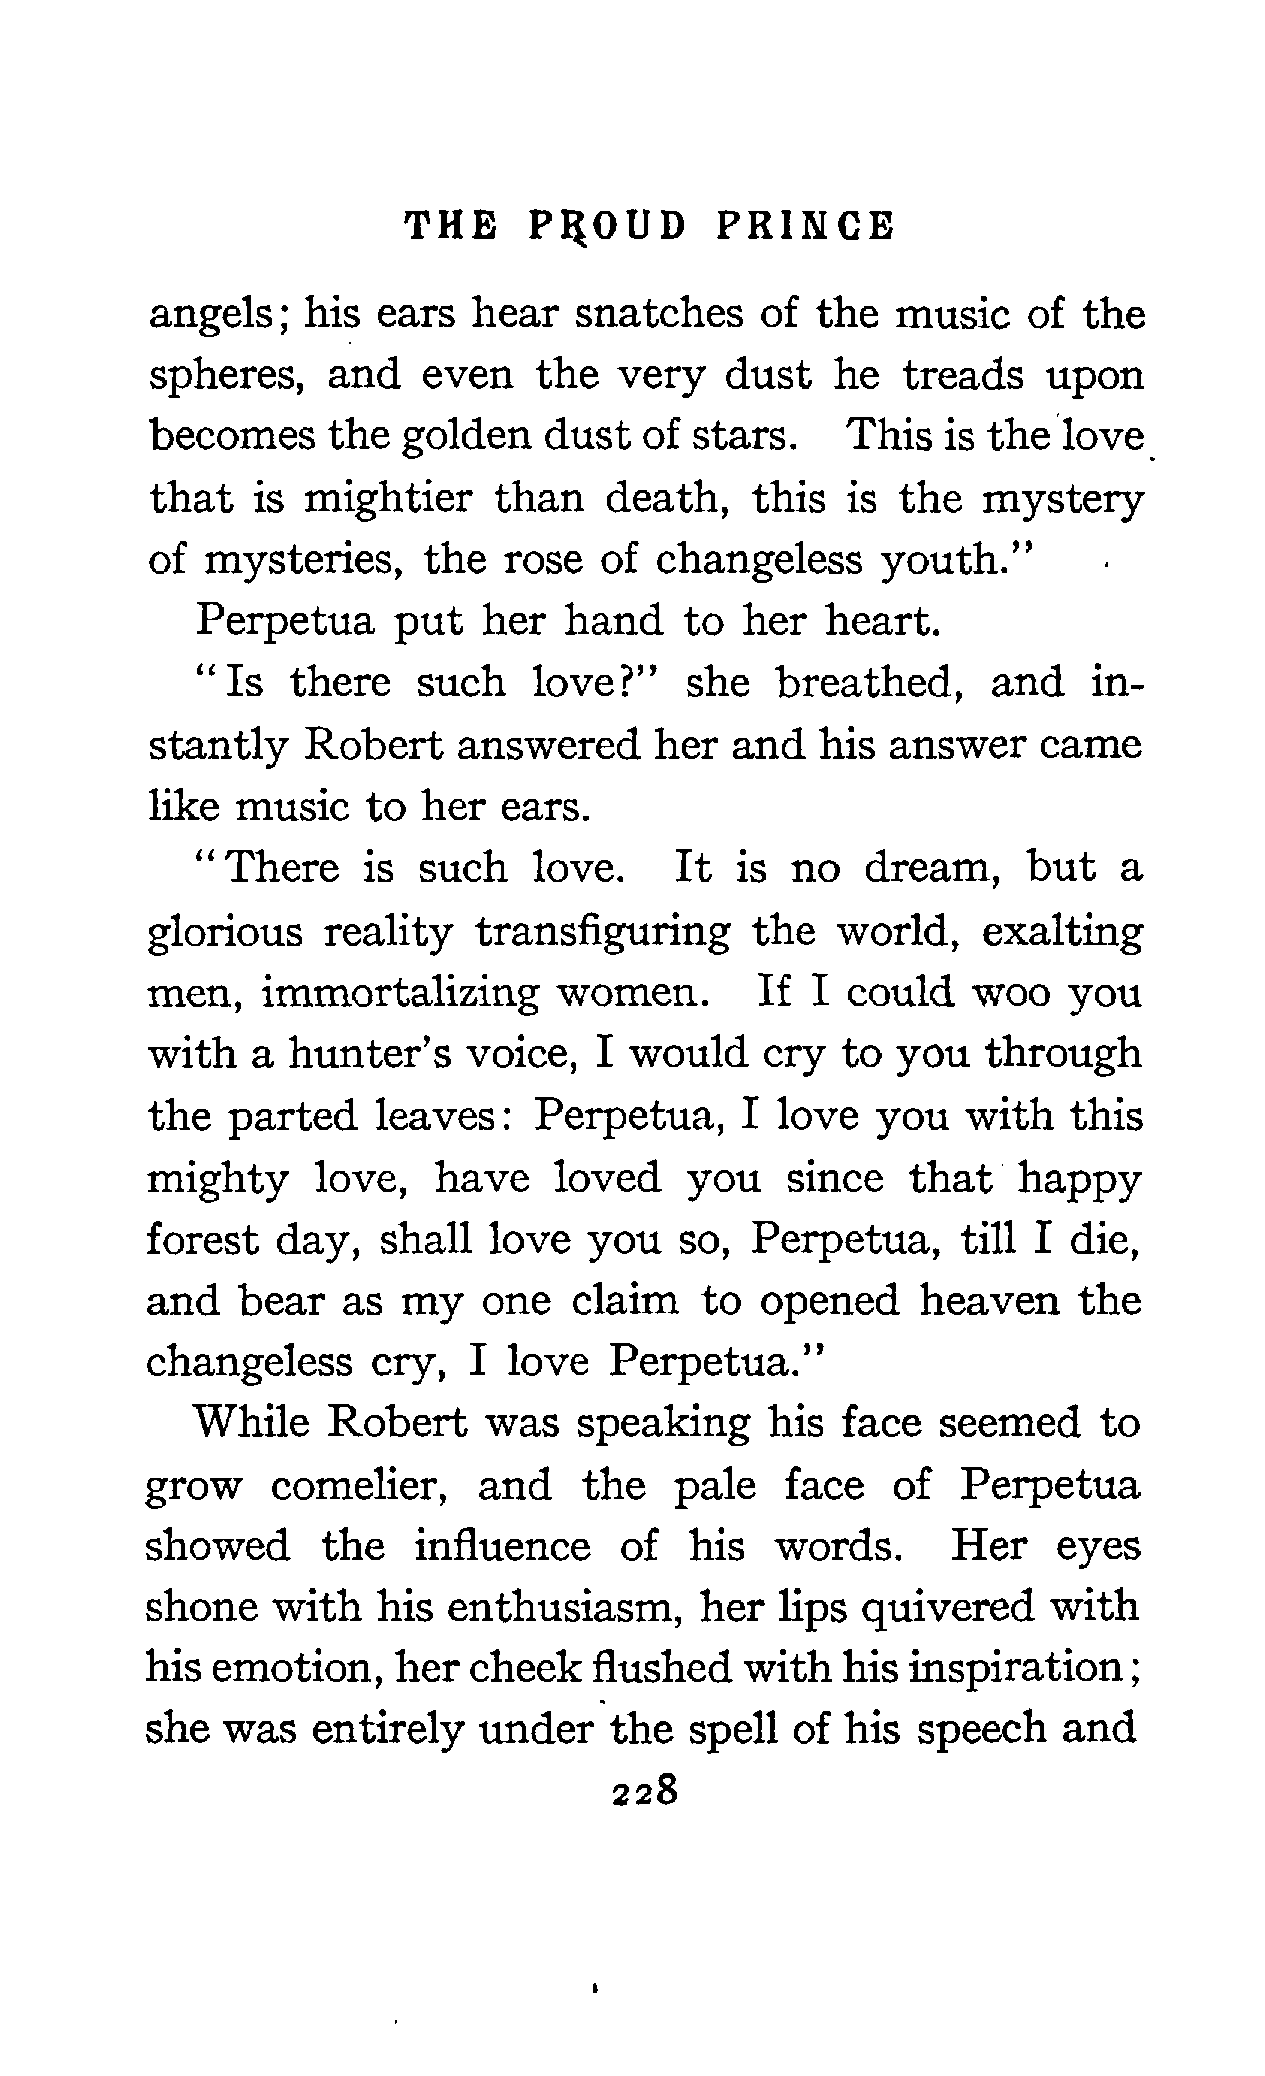 THE PROUD PRINCE
angels; his ears hear snatches of the music of the
spheres, and even the very dust he treads upon
becomes the golden dust of stars. This is the love
that is mightier than death, this is the mystery
of mysteries, the rose of changeless youth."
Perpetua put her hand to her heart.
"Is there such love?" she breathed, and in-
stantly Robert answered her and his answer came
like music to her ears.
"There is such love. It is no dream, but a
glorious reality transfiguring the world, exalting
men, immortalizing women. If I could woo you
with a hunter's voice, I would cry to you through
the parted leaves: Perpetua, I love you with this
mighty love, have loved you since that happy
forest day, shall love you so, Perpetua, till I die,
and bear as my one claim to opened heaven the
changeless cry, I love Perpetua."
While Robert was speaking his face seemed to
grow comelier, and the pale face of Perpetua
showed the influence of his words. Her eyes
shone with his enthusiasm, her lips quivered with
his emotion, her cheek flushed with his inspiration;
she was entirely under the spell of his speech and
228